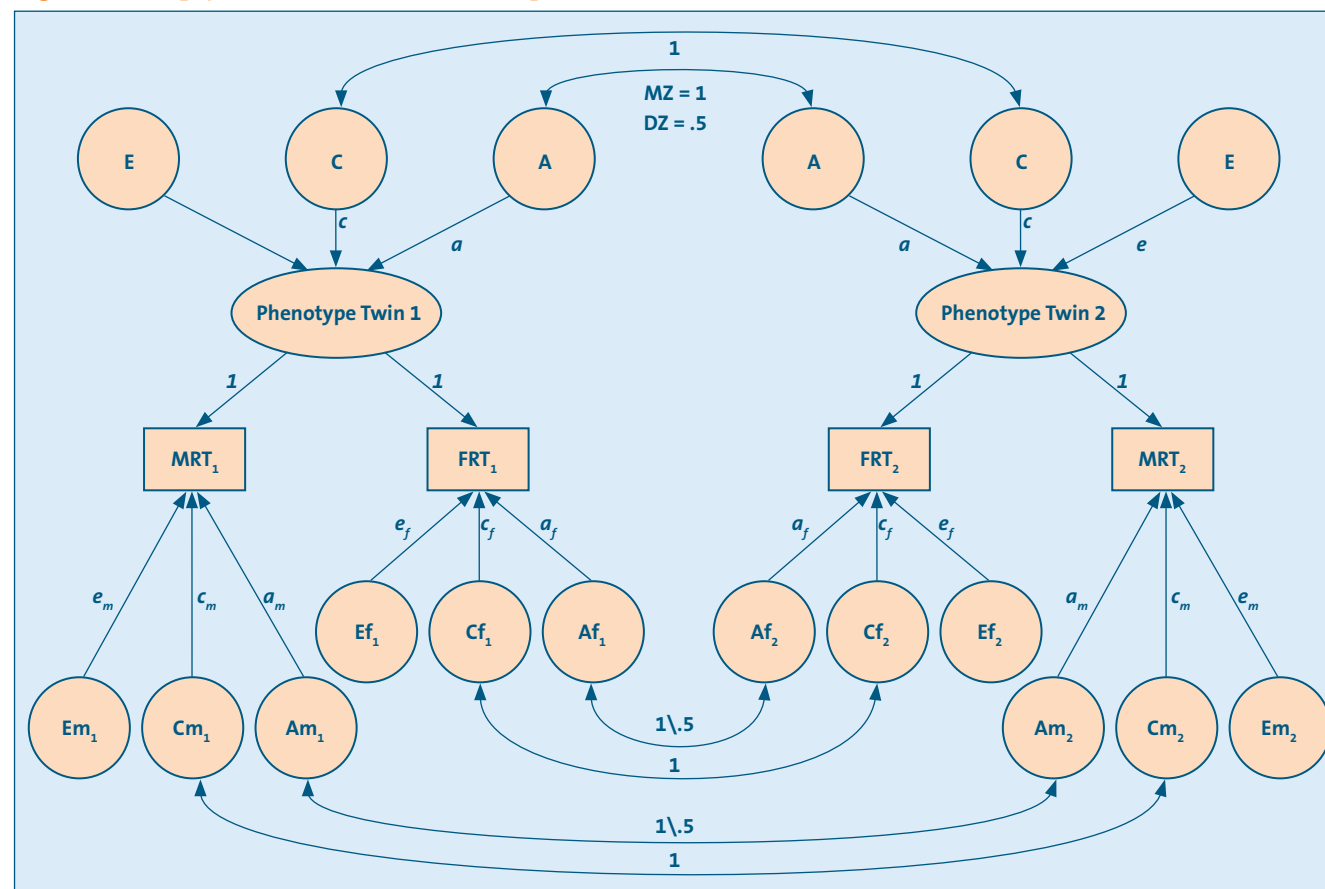 1
MZ = 1
DZ = .5
E
C
A
A
C
E
c
a
a
c
e
Phenotype Twin 1
Phenotype Twin 2
1
1
1
1
MRT1
FRT1
FRT2
MRT2
ef
cf
af
af
cf
ef
em
cm
am
am
cm
em
Ef1
Cf1
Af1
Af2
Cf2
Ef2
Em1
Cm1
Am1
Am2
Cm2
Em2
1\.5
1
1\.5
1